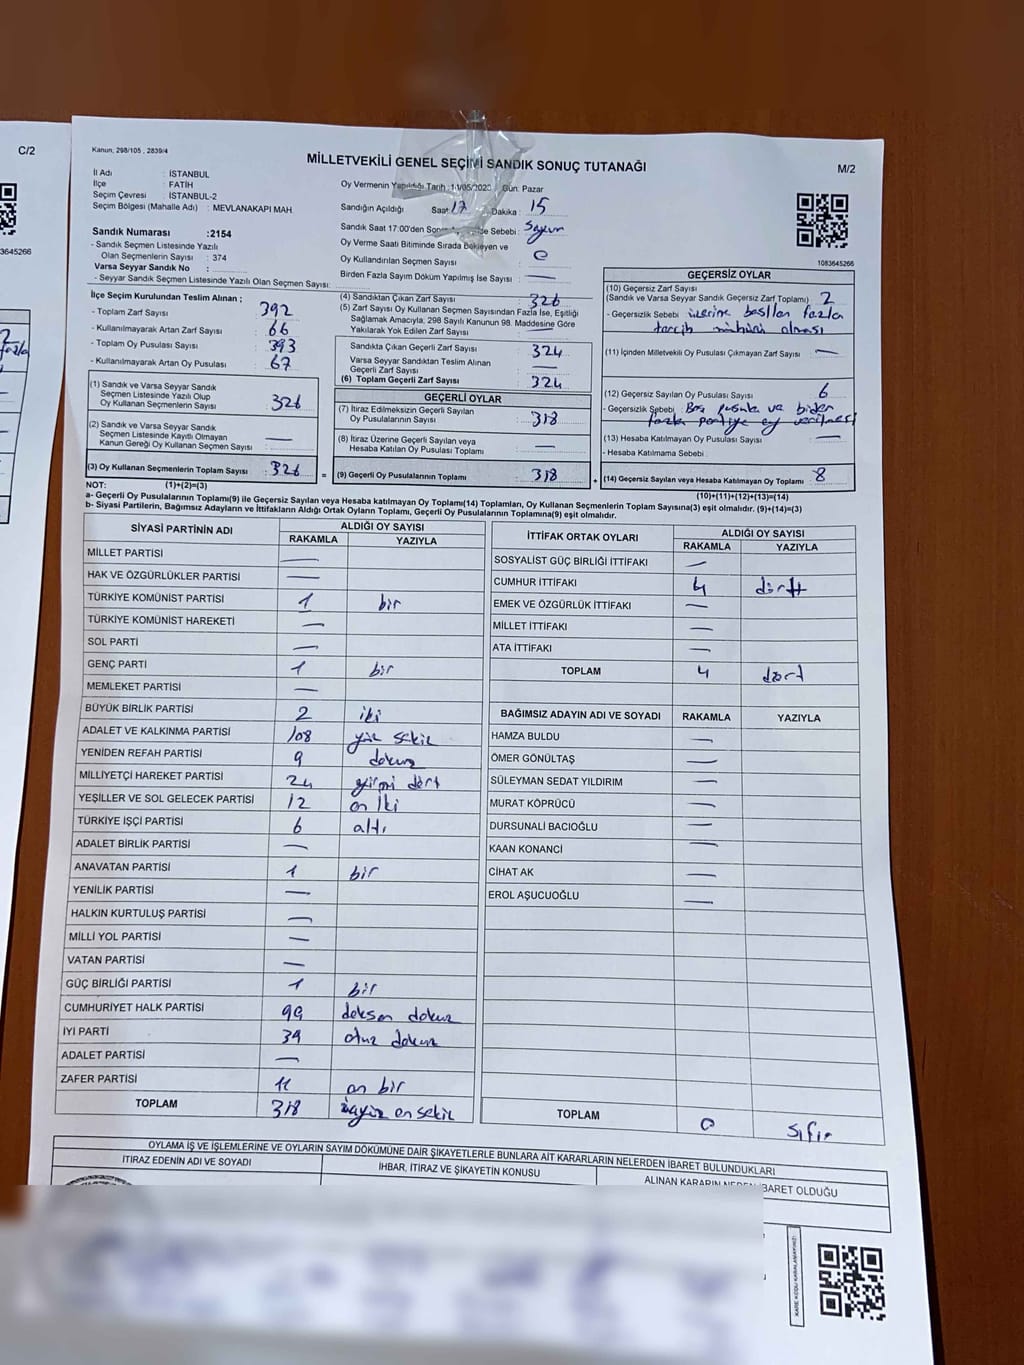 C/2
3645266
Kanun, 298/105 , 2839/4
MİLLETVEKİLİ GENEL SEÇİMİ SANDIK SONUÇ TUTANAĞI
M/2
İl Adı : İSTANBUL
İlçe : FATİH
Seçim Çevresi : İSTANBUL-2
Seçim Bölgesi (Mahalle Adı) : MEVLANAKAPI MAH
Oy Vermenin Yapıldığı Tarih : Gün: Pazar
Sandığın Açıldığı Saat 17 Dakika : 15
Sandık Saat 17:00'den Sebebi : Sayım
Oy Verme Saati Bitiminde Sırada Bekleyen ve
Oy Kullandırılan Seçmen Sayısı : 0
Birden Fazla Sayım Döküm Yapılmış İse Sayısı : —
1083645266
Sandık Numarası :2154
- Sandık Seçmen Listesinde Yazılı
Olan Seçmenlerin Sayısı : 374
Varsa Seyyar Sandık No :
- Seyyar Sandık Seçmen Listesinde Yazılı Olan Seçmen Sayısı:
İlçe Seçim Kurulundan Teslim Alınan ;
- Toplam Zarf Sayısı : 392
- Kullanılmayarak Artan Zarf Sayısı : 66
- Toplam Oy Pusulası Sayısı : 393
- Kullanılmayarak Artan Oy Pusulası : 67
(1) Sandık ve Varsa Seyyar Sandık
Seçmen Listesinde Yazılı Olup
Oy Kullanan Seçmenlerin Sayısı : 326
(2) Sandık ve Varsa Seyyar Sandık
Seçmen Listesinde Kayıtlı Olmayan
Kanun Gereği Oy Kullanan Seçmen Sayısı : —
(3) Oy Kullanan Seçmenlerin Toplam Sayısı : 326
(4) Sandıktan Çıkan Zarf Sayısı : 326
(5) Zarf Sayısı Oy Kullanan Seçmen Sayısından Fazla İse, Eşitliği
Sağlamak Amacıyla, 298 Sayılı Kanunun 98. Maddesine Göre
Yakılarak Yok Edilen Zarf Sayısı : —
Sandıkta Çıkan Geçerli Zarf Sayısı : 324
Varsa Seyyar Sandıktan Teslim Alınan
Geçerli Zarf Sayısı : —
(6) Toplam Geçerli Zarf Sayısı : 324
GEÇERLİ OYLAR
(7) İtiraz Edilmeksizin Geçerli Sayılan
Oy Pusulalarının Sayısı : 318
(8) İtiraz Üzerine Geçerli Sayılan veya
Hesaba Katılan Oy Pusulası Toplamı : —
= (9) Geçerli Oy Pusulalarının Toplamı : 318
GEÇERSİZ OYLAR
(10) Geçersiz Zarf Sayısı
(Sandık ve Varsa Seyyar Sandık Geçersiz Zarf Toplamı) : 2
- Geçersizlik Sebebi : üzerine fazla
tercih mühürü olması
(11) İçinden Milletvekili Oy Pusulası Çıkmayan Zarf Sayısı : —
(12) Geçersiz Sayılan Oy Pusulası Sayısı : 6
- Geçersizlik Sebebi : Boş pusula ve birden
fazla partiye oy verilmesi
(13) Hesaba Katılmayan Oy Pusulası Sayısı : —
- Hesaba Katılmama Sebebi :
+ (14) Geçersiz Sayılan veya Hesaba Katılmayan Oy Toplamı : 8
NOT: (1)+(2)=(3)
(10)+(11)+(12)+(13)=(14)
a- Geçerli Oy Pusulalarının Toplamı(9) ile Geçersiz Sayılan veya Hesaba katılmayan Oy Toplamı(14) Toplamları, Oy Kullanan Seçmenlerin Toplam Sayısına(3) eşit olmalıdır. (9)+(14)=(3)
b- Siyasi Partilerin, Bağımsız Adayların ve İttifakların Aldığı Ortak Oyların Toplamı, Geçerli Oy Pusulalarının Toplamına(9) eşit olmalıdır.
SİYASİ PARTİNİN ADI ALDIĞI OY SAYISI
RAKAMLA YAZIYLA
MİLLET PARTİSİ —
HAK VE ÖZGÜRLÜKLER PARTİSİ —
TÜRKİYE KOMÜNİST PARTİSİ 1 bir
TÜRKİYE KOMÜNİST HAREKETİ —
SOL PARTİ —
GENÇ PARTİ 1 bir
MEMLEKET PARTİSİ —
BÜYÜK BİRLİK PARTİSİ 2 iki
ADALET VE KALKINMA PARTİSİ 108 yüz sekiz
YENİDEN REFAH PARTİSİ 9 dokuz
MİLLİYETÇİ HAREKET PARTİSİ 24 yirmi dört
YEŞİLLER VE SOL GELECEK PARTİSİ 12 on iki
TÜRKİYE İŞÇİ PARTİSİ 6 altı
ADALET BİRLİK PARTİSİ —
ANAVATAN PARTİSİ 1 bir
YENİLİK PARTİSİ —
HALKIN KURTULUŞ PARTİSİ —
MİLLİ YOL PARTİSİ —
VATAN PARTİSİ —
GÜÇ BİRLİĞİ PARTİSİ 1 bir
CUMHURİYET HALK PARTİSİ 99 doksan dokuz
İYİ PARTİ 39 otuz dokuz
ADALET PARTİSİ —
ZAFER PARTİSİ 11 on bir
TOPLAM 318 üçyüz on sekiz
İTTİFAK ORTAK OYLARI ALDIĞI OY SAYISI
RAKAMLA YAZIYLA
SOSYALİST GÜÇ BİRLİĞİ İTTİFAKI —
CUMHUR İTTİFAKI 4 dört
EMEK VE ÖZGÜRLÜK İTTİFAKI —
MİLLET İTTİFAKI —
ATA İTTİFAKI —
TOPLAM 4 dört
BAĞIMSIZ ADAYIN ADI VE SOYADI RAKAMLA YAZIYLA
HAMZA BULDU —
ÖMER GÖNÜLTAŞ —
SÜLEYMAN SEDAT YILDIRIM —
MURAT KÖPRÜCÜ —
DURSUNALİ BACIOĞLU —
KAAN KONANCİ —
CİHAT AK —
EROL AŞUCUOĞLU —
TOPLAM 0 Sıfır
OYLAMA İŞ VE İŞLEMLERİNE VE OYLARIN SAYIM DÖKÜMÜNE DAİR ŞİKAYETLERLE BUNLARA AİT KARARLARIN NELERDEN İBARET BULUNDUKLARI
İTİRAZ EDENİN ADI VE SOYADI
İHBAR, İTİRAZ VE ŞİKAYETİN KONUSU
ALINAN KARARIN İBARET OLDUĞU